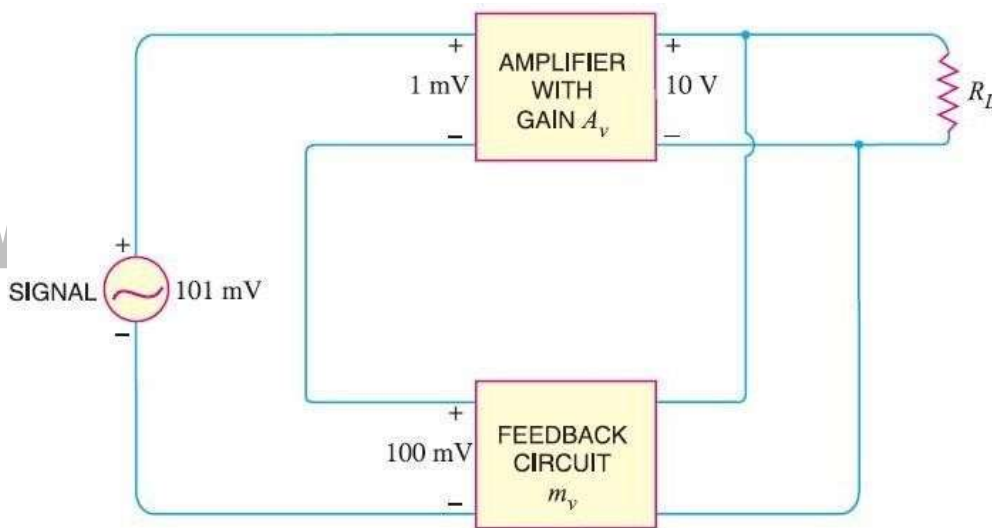 AMPLIFIER
WITH
GAIN Av
+
1 mV
–
+
10 V
–
RL
+
SIGNAL
101 mV
–
+
100 mV
–
FEEDBACK
CIRCUIT
mv